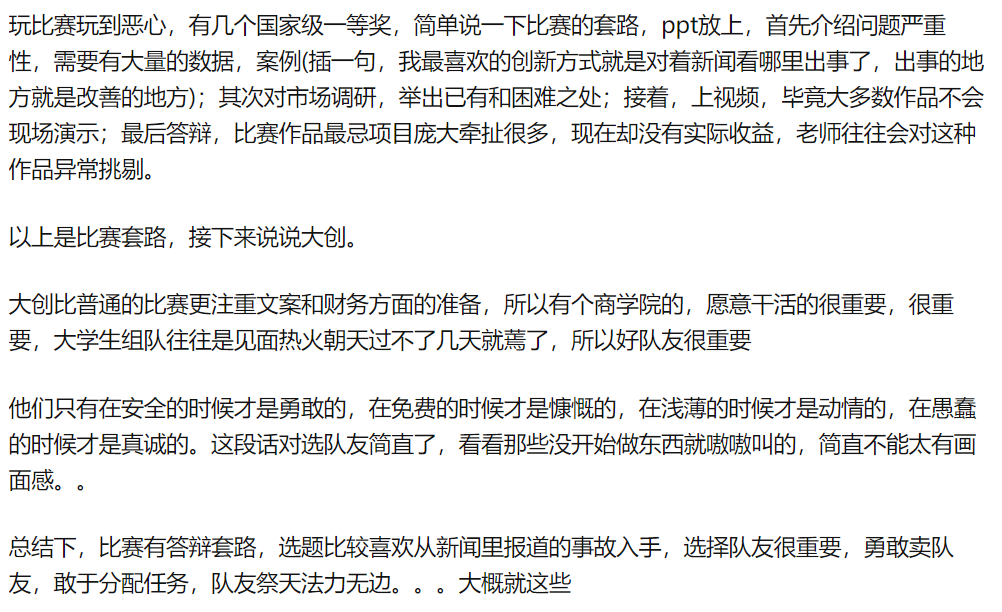 玩比赛玩到恶心，有几个国家级一等奖，简单说一下比赛的套路，ppt放上，首先介绍问题严重
性，需要有大量的数据，案例(插一句，我最喜欢的创新方式就是对着新闻看哪里出事了，出事的地
方就是改善的地方)；其次对市场调研，举出已有和困难之处；接着，上视频，毕竟大多数作品不会
现场演示；最后答辩，比赛作品最忌项目庞大牵扯很多，现在却没有实际收益，老师往往会对这种
作品异常挑剔。
以上是比赛套路，接下来说说大创。
大创比普通的比赛更注重文案和财务方面的准备，所以有个商学院的，愿意干活的很重要，很重
要，大学生组队往往是见面热火朝天过不了几天就蔫了，所以好队友很重要
他们只有在安全的时候才是勇敢的，在免费的时候才是慷慨的，在浅薄的时候才是动情的，在愚蠢
的时候才是真诚的。这段话对选队友简直了，看看那些没开始做东西就嗷嗷叫的，简直不能太有画
面感。。
总结下，比赛有答辩套路，选题比较喜欢从新闻里报道的事故入手，选择队友很重要，勇敢卖队
友，敢于分配任务，队友祭天法力无边。。。大概就这些